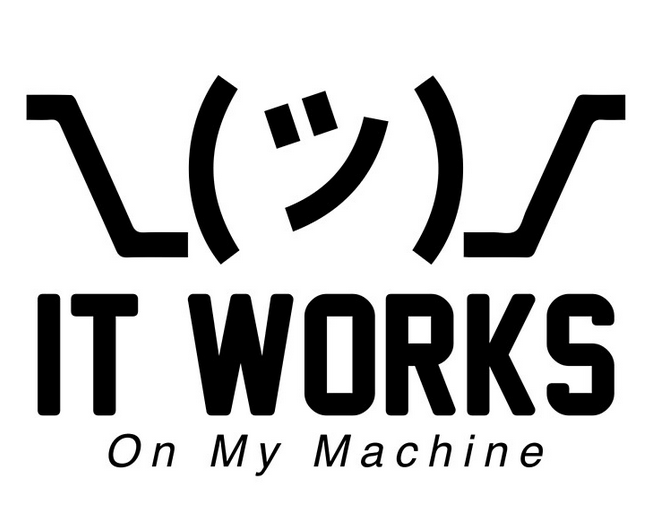 ¯\_(ツ)_/¯
IT WORKS
On My Machine